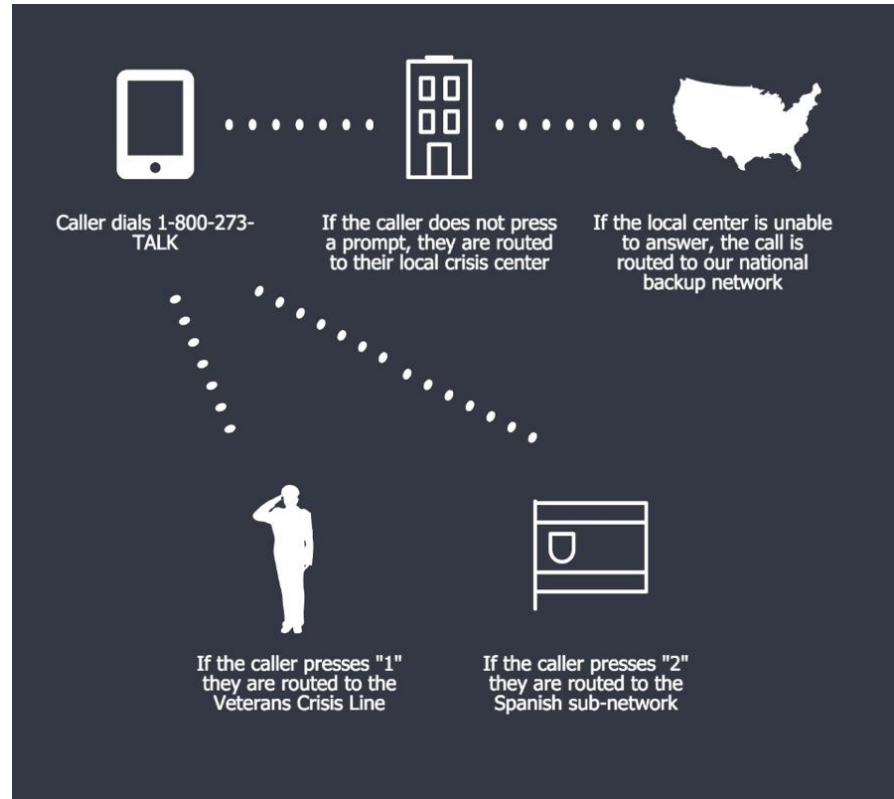 Caller dials 1-800-273-
TALK
If the caller does not press
a prompt, they are routed
to their local crisis center
If the local center is unable
to answer, the call is
routed to our national
backup network
If the caller presses "1"
they are routed to the
Veterans Crisis Line
If the caller presses "2"
they are routed to the
Spanish sub-network